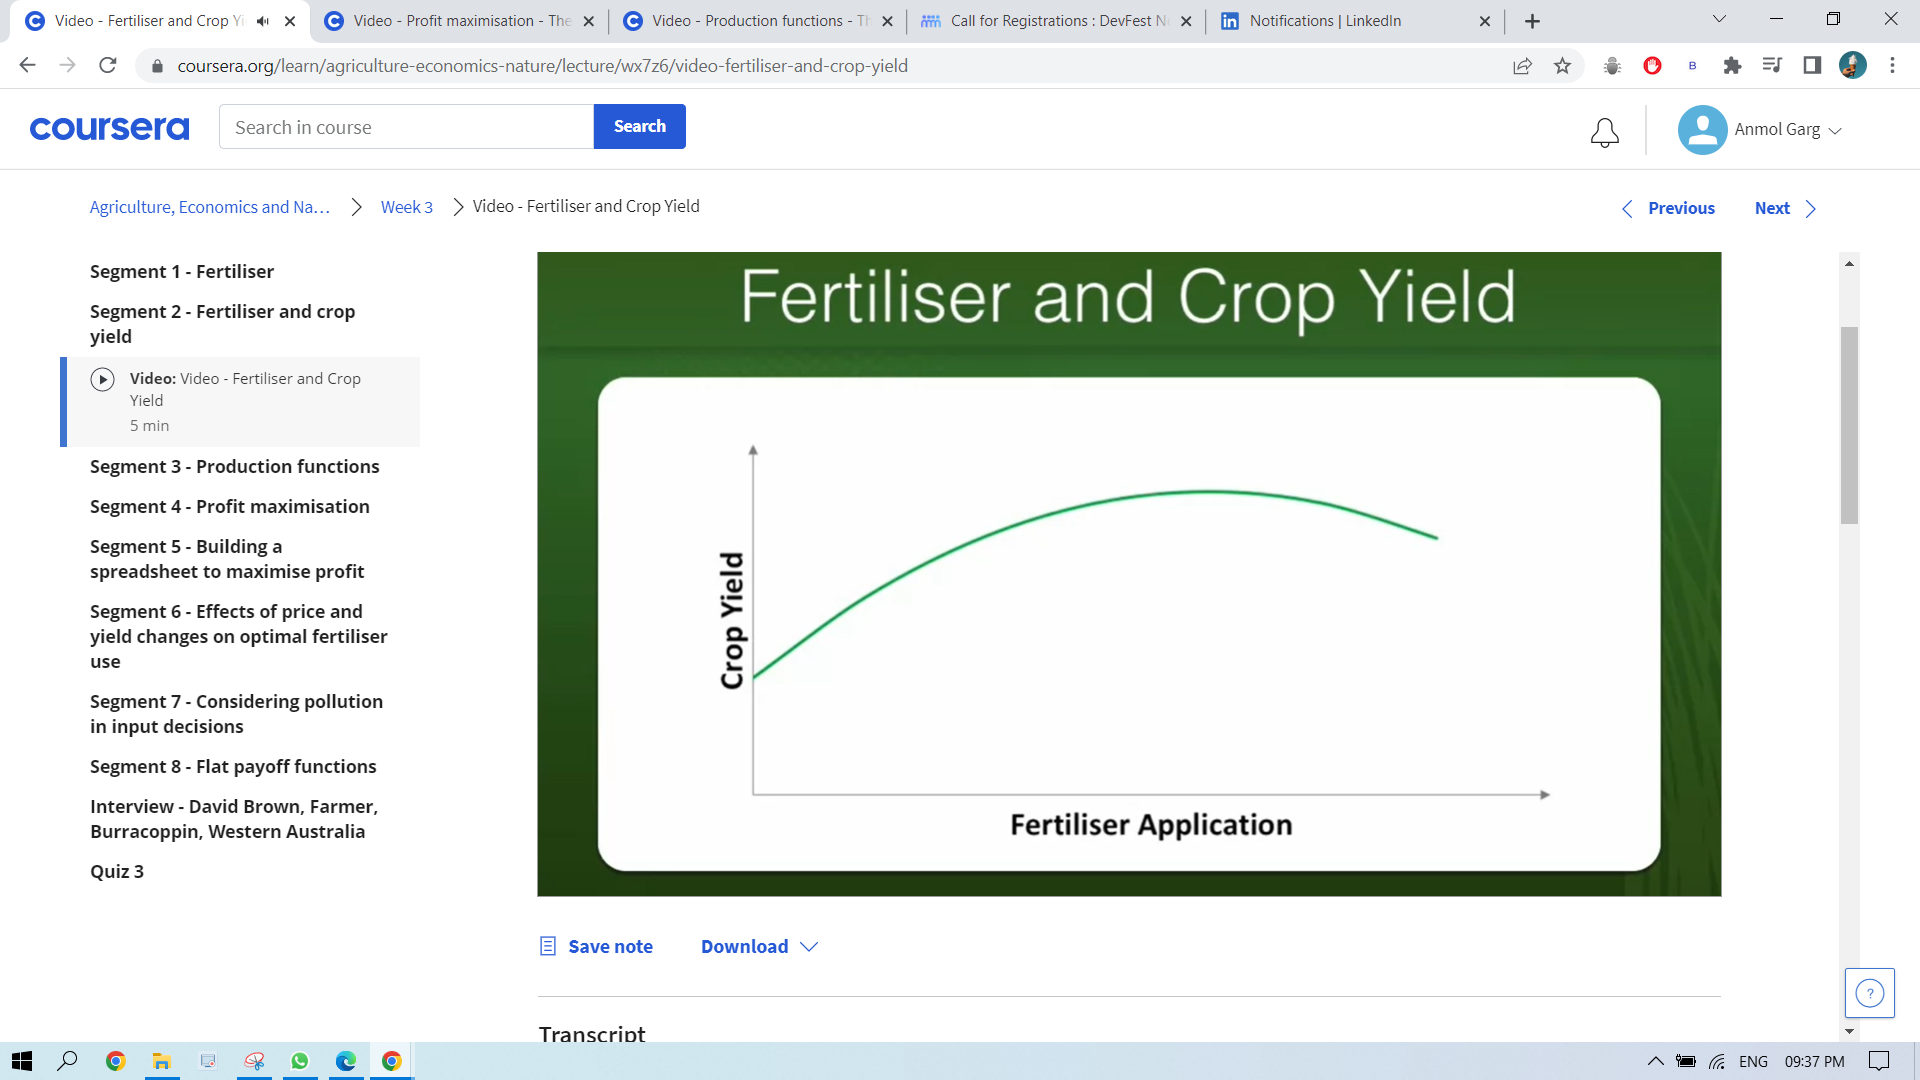 Video - Fertiliser and Crop Yi
Video - Profit maximisation - The
Video - Production functions - Th
Call for Registrations : DevFest N
Notifications | LinkedIn
coursera.org/learn/agriculture-economics-nature/lecture/wx7z6/video-fertiliser-and-crop-yield
B
coursera
Search in course
Search
Anmol Garg
Agriculture, Economics and Na...
Week 3
Video - Fertiliser and Crop Yield
Previous
Next
Segment 1 - Fertiliser
Segment 2 - Fertiliser and crop
yield
Video: Video - Fertiliser and Crop
Yield
5 min
Segment 3 - Production functions
Segment 4 - Profit maximisation
Segment 5 - Building a
spreadsheet to maximise profit
Segment 6 - Effects of price and
yield changes on optimal fertiliser
use
Segment 7 - Considering pollution
in input decisions
Segment 8 - Flat payoff functions
Interview - David Brown, Farmer,
Burracoppin, Western Australia
Quiz 3
Fertiliser and Crop Yield
Crop Yield
Fertiliser Application
Save note
Download
?
Transcript
ENG
09:37 PM